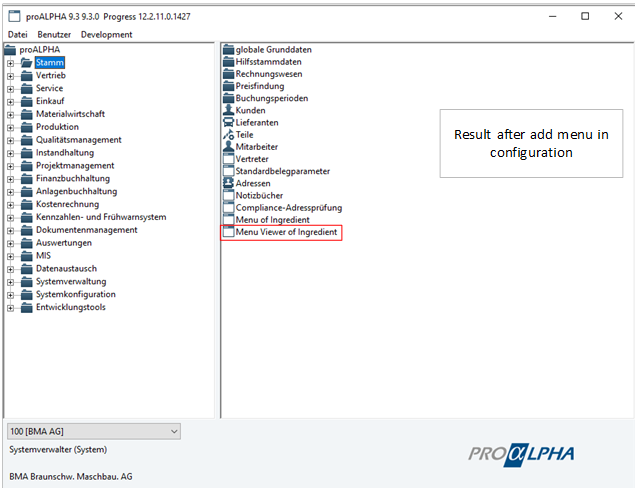 proALPHA 9.3 9.3.0 Progress 12.2.11.0.1427
Datei Benutzer Development
proALPHA
Stamm
Vertrieb
Service
Einkauf
Materialwirtschaft
Produktion
Qualitätsmanagement
Instandhaltung
Projektmanagement
Finanzbuchhaltung
Anlagenbuchhaltung
Kostenrechnung
Kennzahlen- und Frühwarnsystem
Dokumentenmanagement
Auswertungen
MIS
Datenaustausch
Systemverwaltung
Systemkonfiguration
Entwicklungstools
globale Grunddaten
Hilfsstammdaten
Rechnungswesen
Preisfindung
Buchungsperioden
Kunden
Lieferanten
Teile
Mitarbeiter
Vertreter
Standardbelegparameter
Adressen
Notizbücher
Compliance-Adressprüfung
Menu of Ingredient
Menu Viewer of Ingredient
Result after add menu in
configuration
100 [BMA AG]
Systemverwalter (System)
BMA Braunschw. Maschbau. AG
PROαLPHA